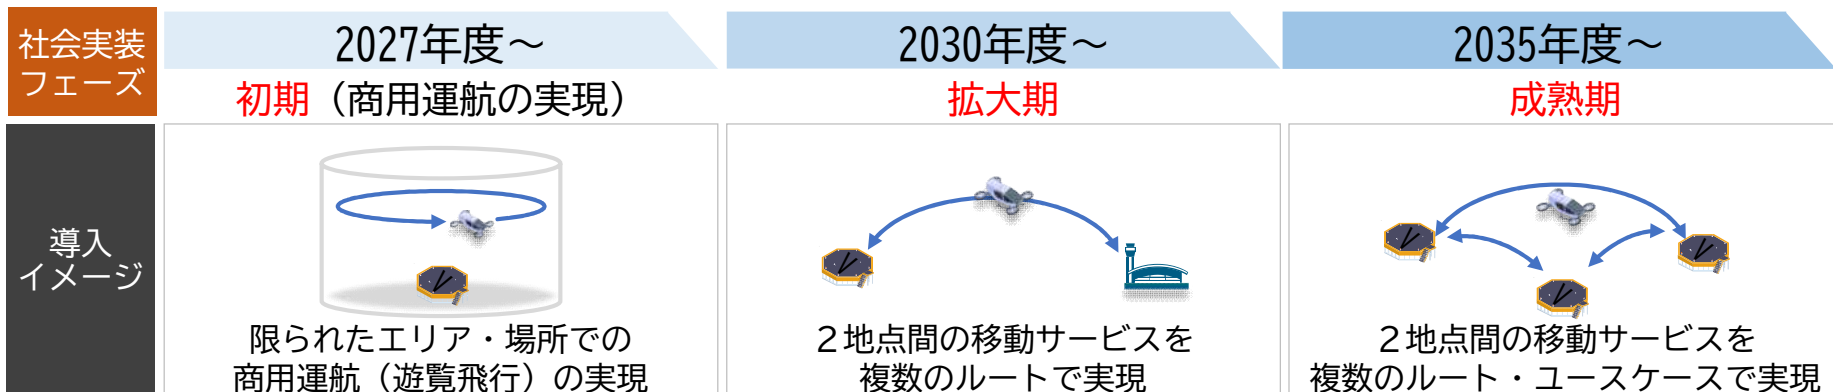 社会実装
フェーズ
2027年度～
2030年度～
2035年度～
初期（商用運航の実現）
拡大期
成熟期
導入
イメージ
限られたエリア・場所での
商用運航（遊覧飛行）の実現
２地点間の移動サービスを
複数のルートで実現
２地点間の移動サービスを
複数のルート・ユースケースで実現